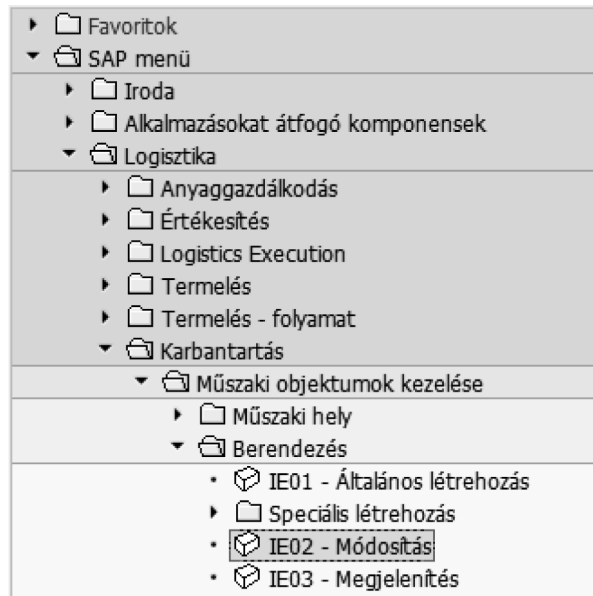 Favoritok
SAP menü
Iroda
Alkalmazásokat átfogó komponensek
Logisztika
Anyaggazdálkodás
Értékesítés
Logistics Execution
Termelés
Termelés - folyamat
Karbantartás
Műszaki objektumok kezelése
Műszaki hely
Berendezés
IE01 - Általános létrehozás
Speciális létrehozás
IE02 - Módosítás
IE03 - Megjelenítés